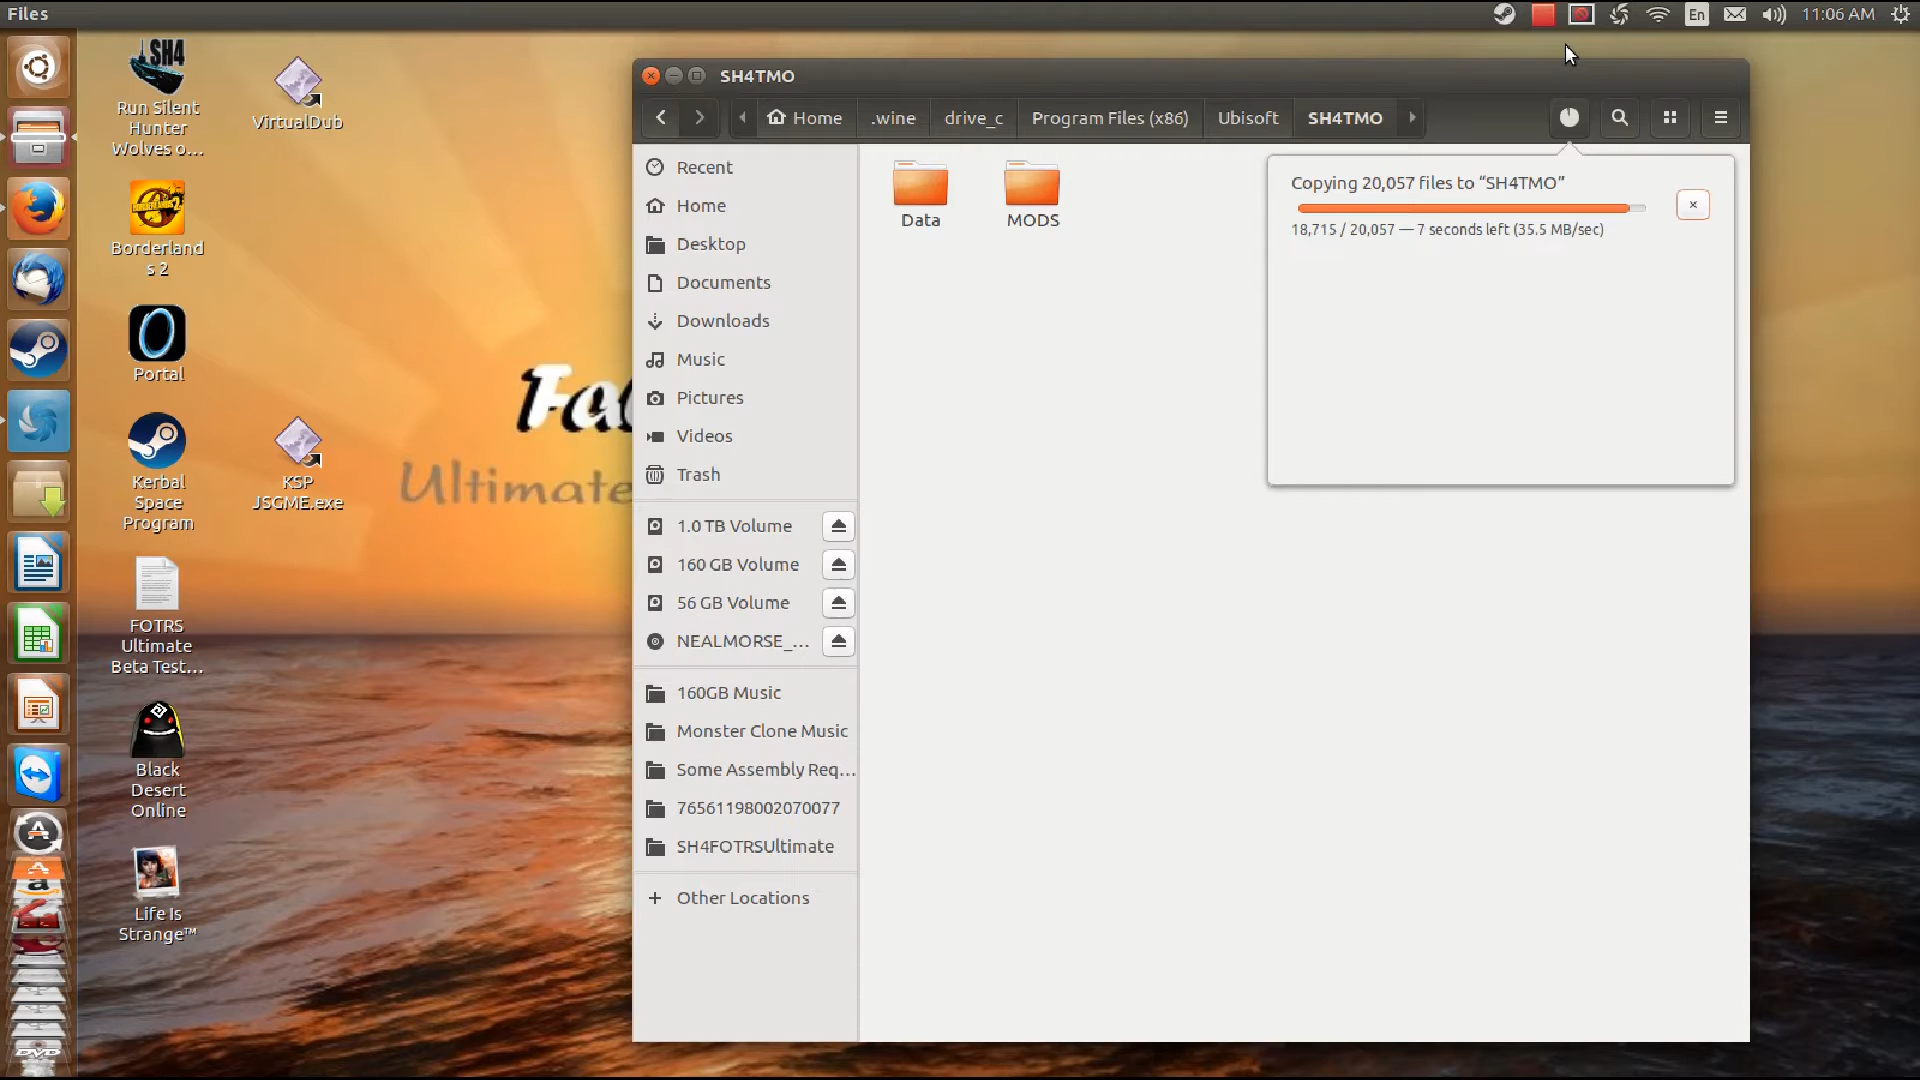 Files
En
11:06 AM
SH4
Run Silent
Hunter
Wolves o...
VirtualDub
BORDERLANDS 2
Borderland
s 2
Portal
Kerbal
Space
Program
KSP
JSGME.exe
FOTRS
Ultimate
Beta Test...
Black
Desert
Online
Life Is
Strange™
Ultimate
SH4TMO
Home
.wine
drive_c
Program Files (x86)
Ubisoft
SH4TMO
Recent
Home
Desktop
Documents
Downloads
Music
Pictures
Videos
Trash
1.0 TB Volume
160 GB Volume
56 GB Volume
NEALMORSE_...
160GB Music
Monster Clone Music
Some Assembly Req...
76561198002070077
SH4FOTRSUltimate
Other Locations
Data
MODS
Copying 20,057 files to “SH4TMO”
18,715 / 20,057 — 7 seconds left (35.5 MB/sec)
DVD